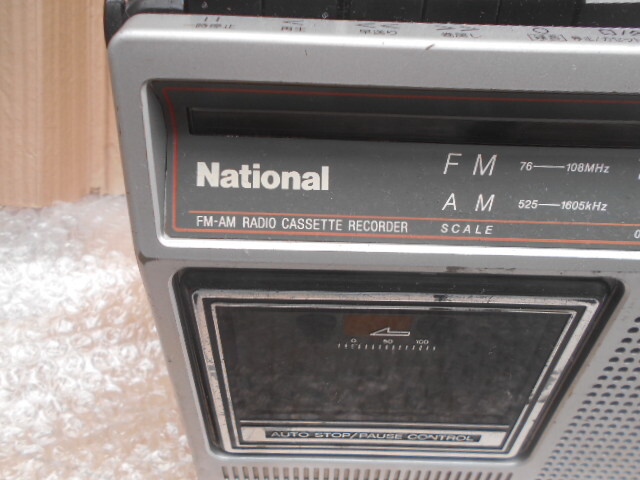 National
FM 76—108MHz
AM 525—1605kHz
FM-AM RADIO CASSETTE RECORDER SCALE 0
0 50 100
AUTO STOP/PAUSE CONTROL